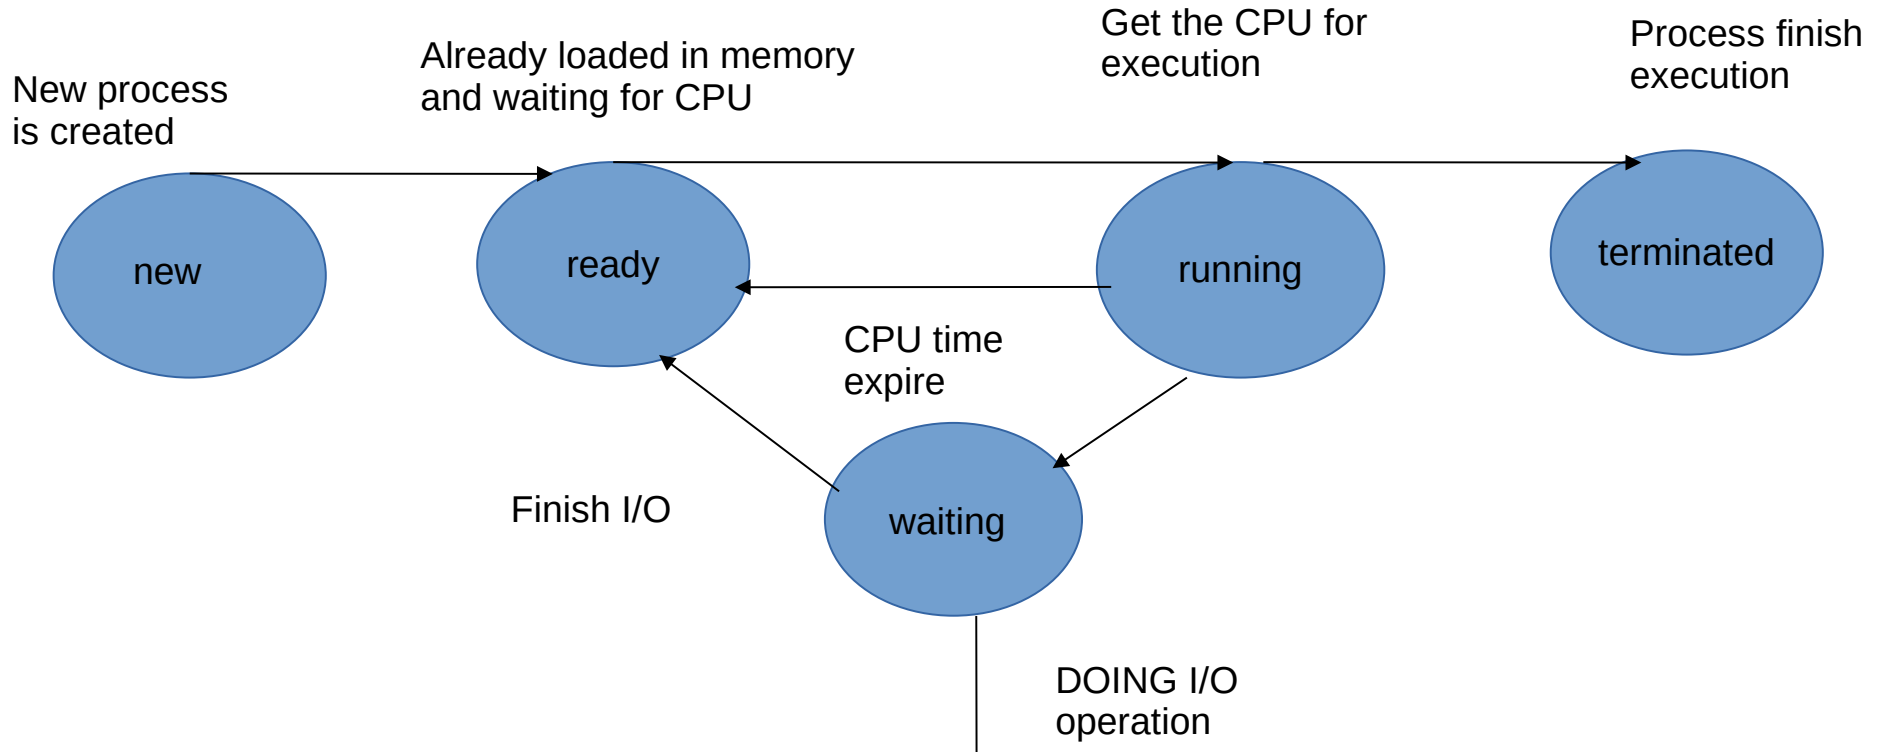 New process
is created
Already loaded in memory
and waiting for CPU
Get the CPU for
execution
Process finish
execution
new
ready
running
terminated
CPU time
expire
Finish I/O
waiting
DOING I/O
operation